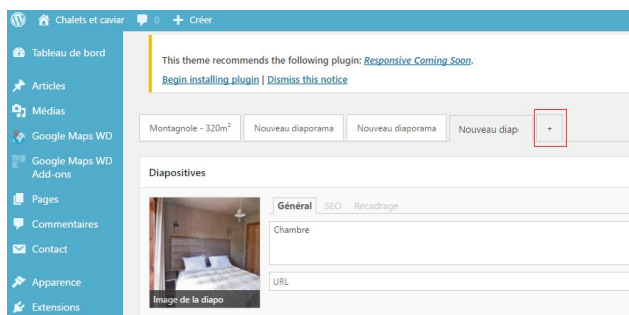 Chalets et caviar 0 + Créer
Tableau de bord
Articles
Médias
Google Maps WD
Google Maps WD
Add-ons
Pages
Commentaires
Contact
Apparence
Extensions
This theme recommends the following plugin: Responsive Coming Soon.
Begin installing plugin | Dismiss this notice
Montagnole - 320m² Nouveau diaporama Nouveau diaporama Nouveau diap +
Diapositives
Général SEO Recadrage
Chambre
URL
Image de la diapo